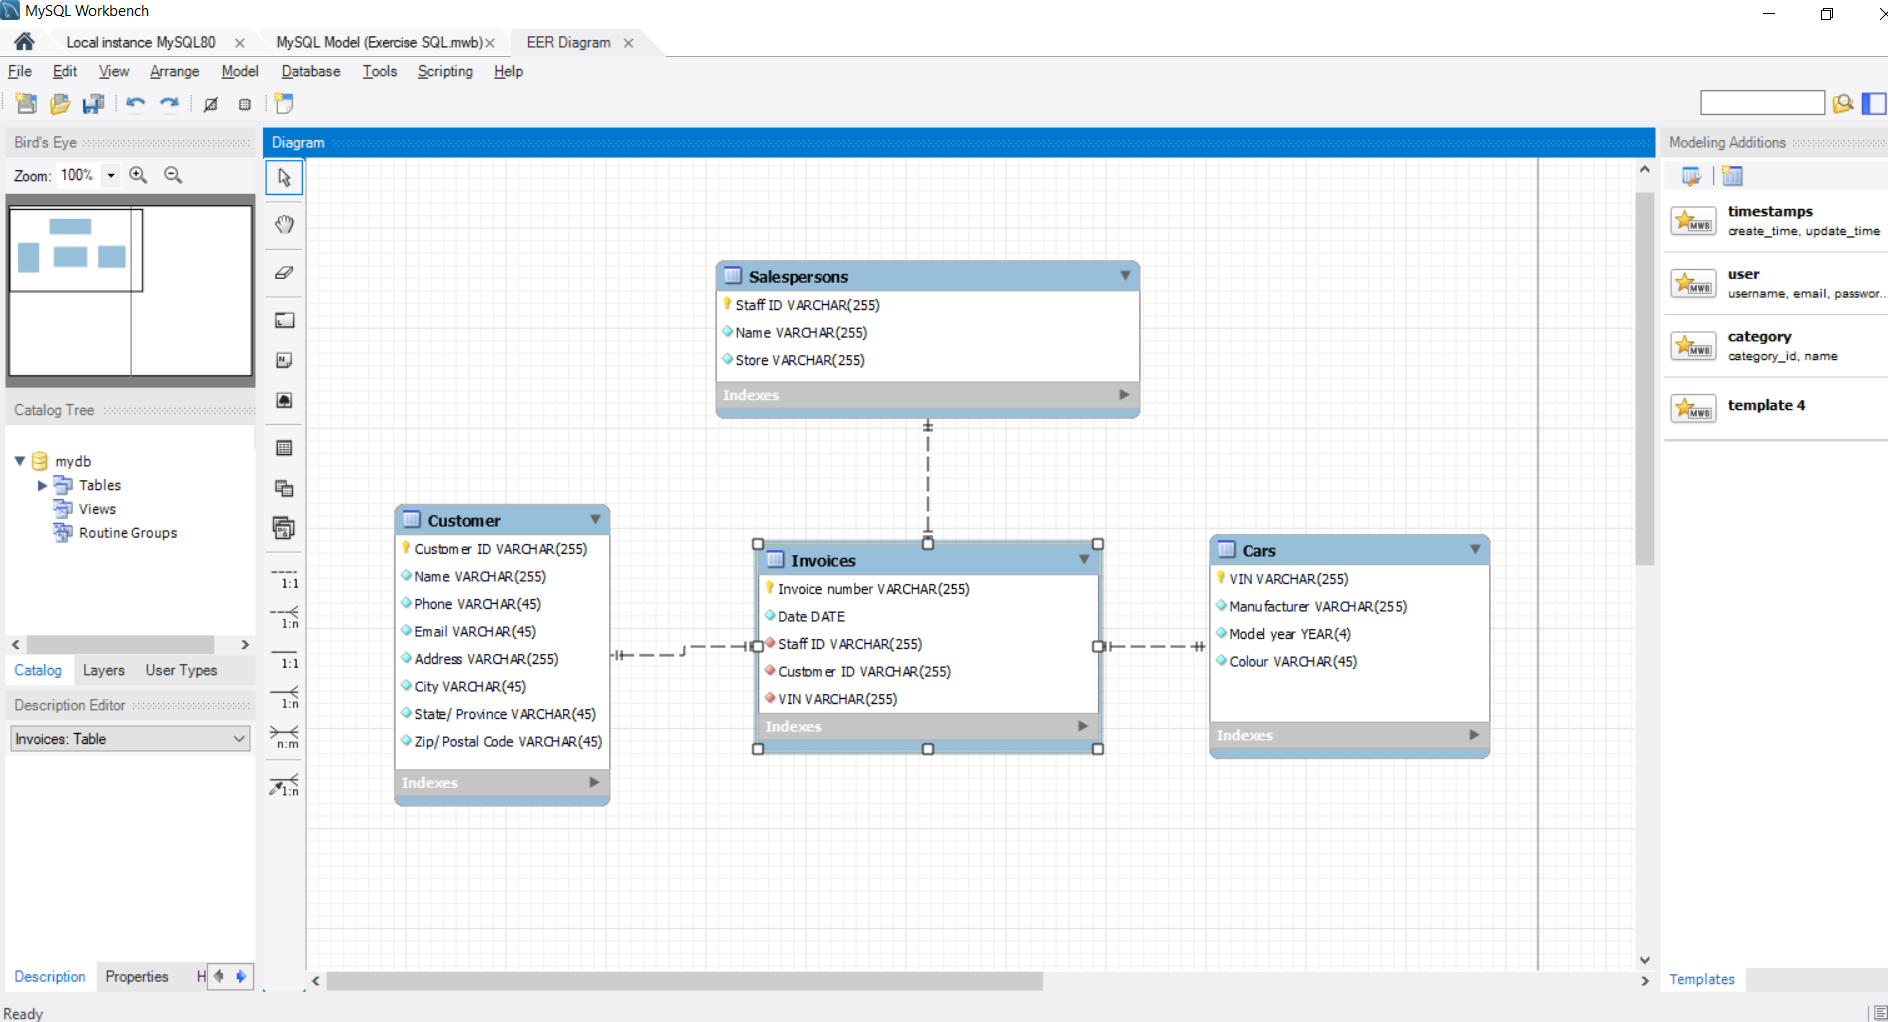 MySQL Workbench
Local instance MySQL80
MySQL Model (Exercise SQL.mwb)
EER Diagram
File Edit View Arrange Model Database Tools Scripting Help
Bird's Eye
Zoom: 100%
Catalog Tree
mydb
Tables
Views
Routine Groups
Catalog Layers User Types
Description Editor
Invoices: Table
Description Properties H
Ready
Diagram
1:1
1:n
1:1
1:n
n:m
1:n
Salespersons
Staff ID VARCHAR(255)
Name VARCHAR(255)
Store VARCHAR(255)
Indexes
Customer
Customer ID VARCHAR(255)
Name VARCHAR(255)
Phone VARCHAR(45)
Email VARCHAR(45)
Address VARCHAR(255)
City VARCHAR(45)
State/ Province VARCHAR(45)
Zip/ Postal Code VARCHAR(45)
Indexes
Invoices
Invoice number VARCHAR(255)
Date DATE
Staff ID VARCHAR(255)
Customer ID VARCHAR(255)
VIN VARCHAR(255)
Indexes
Cars
VIN VARCHAR(255)
Manufacturer VARCHAR(255)
Model year YEAR(4)
Colour VARCHAR(45)
Indexes
Modeling Additions
MWB
timestamps
create_time, update_time
MWB
user
username, email, passwor...
MWB
category
category_id, name
MWB
template 4
Templates